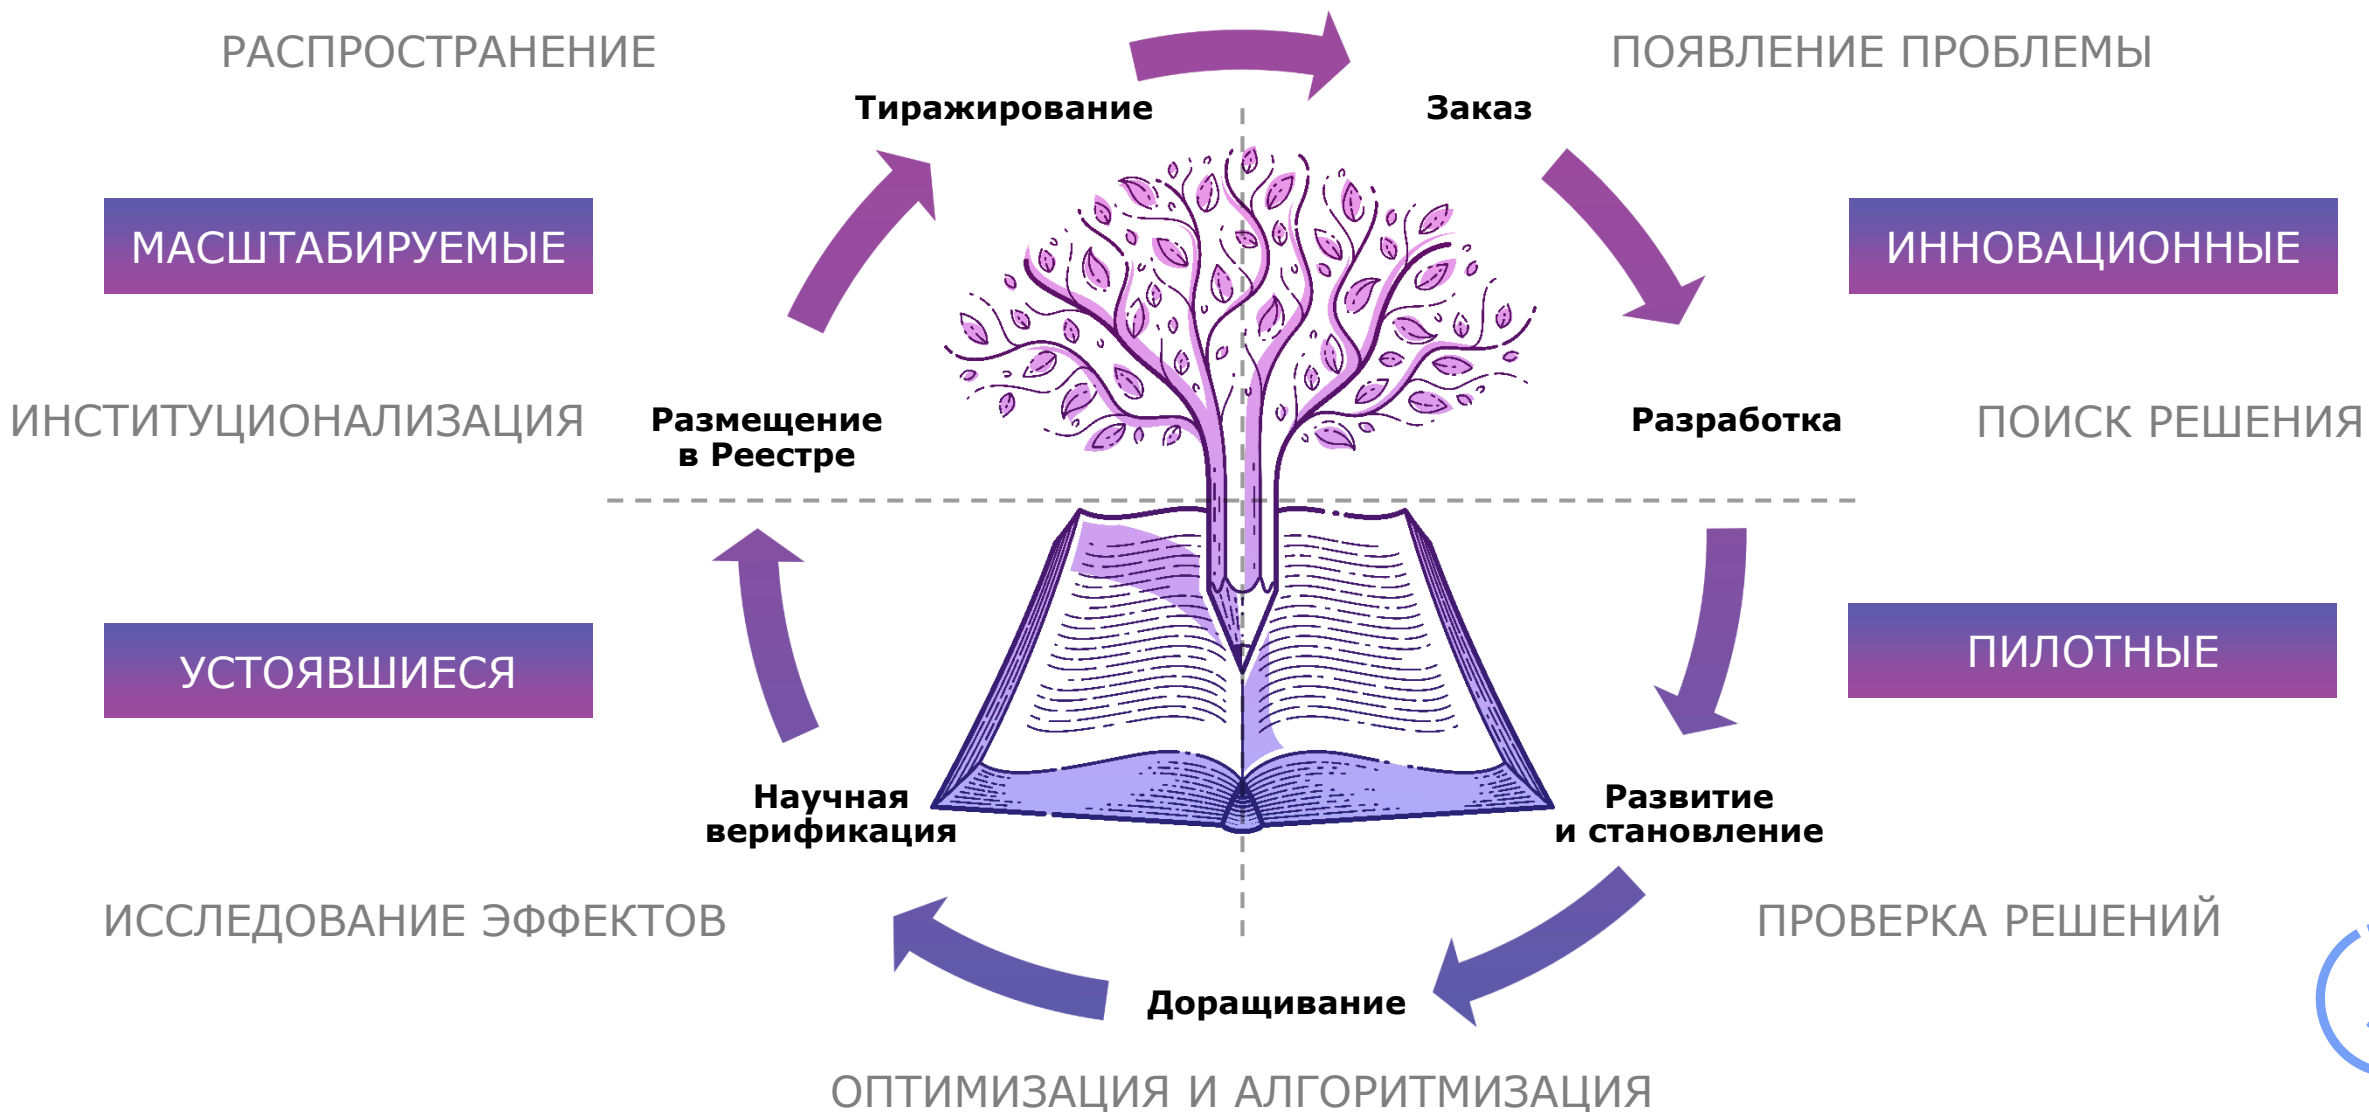 РАСПРОСТРАНЕНИЕ
ПОЯВЛЕНИЕ ПРОБЛЕМЫ
Тиражирование
Заказ
МАСШТАБИРУЕМЫЕ
ИННОВАЦИОННЫЕ
ИНСТИТУЦИОНАЛИЗАЦИЯ
Размещение
в Реестре
Разработка
ПОИСК РЕШЕНИЯ
УСТОЯВШИЕСЯ
ПИЛОТНЫЕ
Научная
верификация
Развитие
и становление
ИССЛЕДОВАНИЕ ЭФФЕКТОВ
ПРОВЕРКА РЕШЕНИЙ
Доращивание
ОПТИМИЗАЦИЯ И АЛГОРИТМИЗАЦИЯ